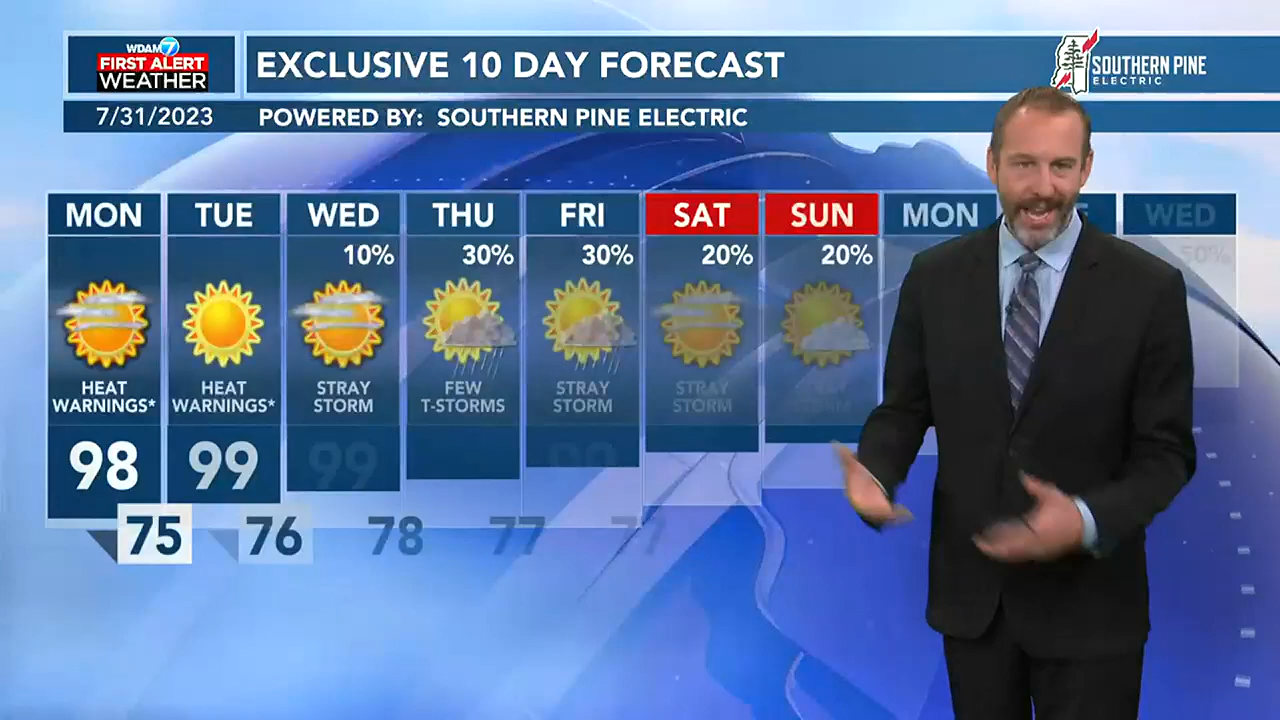 WDAM 7
FIRST ALERT
WEATHER
EXCLUSIVE 10 DAY FORECAST
SOUTHERN PINE
ELECTRIC
7/31/2023
POWERED BY: SOUTHERN PINE ELECTRIC
MON TUE WED THU FRI SAT SUN MON WED
10% 30% 30% 20% 20% 50%
HEAT WARNINGS*
HEAT WARNINGS*
STRAY STORM
FEW T-STORMS
STRAY STORM
STRAY STORM
98 99 99
75 76 78 77 77